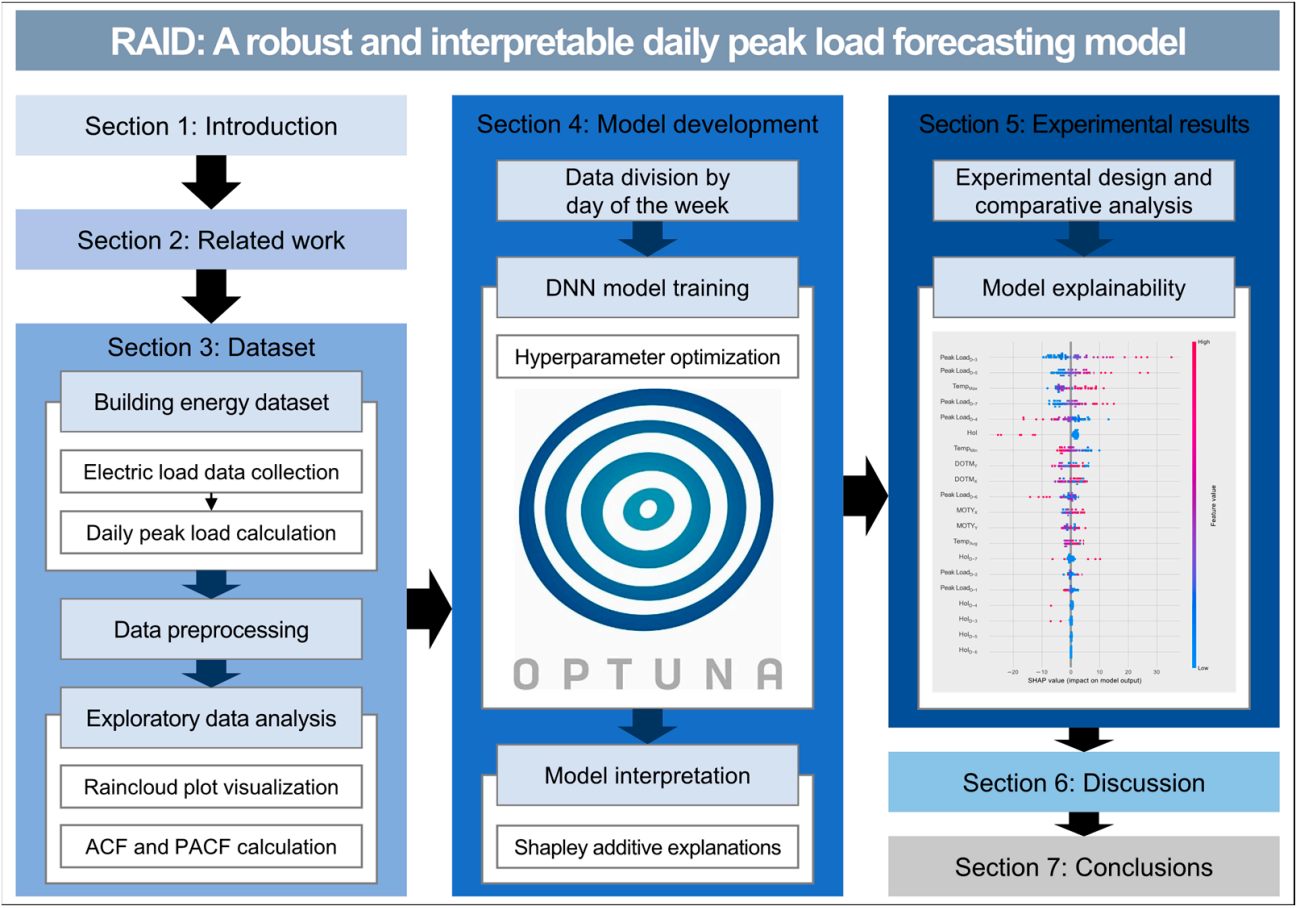 RAID: A robust and interpretable daily peak load forecasting model
Section 1: Introduction
Section 2: Related work
Section 3: Dataset
Building energy dataset
Electric load data collection
Daily peak load calculation
Data preprocessing
Exploratory data analysis
Raincloud plot visualization
ACF and PACF calculation
Section 4: Model development
Data division by
day of the week
DNN model training
Hyperparameter optimization
OPTUNA
Model interpretation
Shapley additive explanations
Section 5: Experimental results
Experimental design and
comparative analysis
Model explainability
High
Peak Load D-3
Peak Load D-5
Temp Max
Peak Load D-7
Peak Load D-4
Hol
Temp Min
DOTM Y
DOTM X
Peak Load D-6
MOTY X
MOTY Y
Temp Avg
Hol D-7
Peak Load D-2
Peak Load D-1
Hol D-4
Hol D-3
Hol D-5
Hol D-6
Feature value
Low
−20 −10 0 10 20 30
SHAP value (impact on model output)
Section 6: Discussion
Section 7: Conclusions